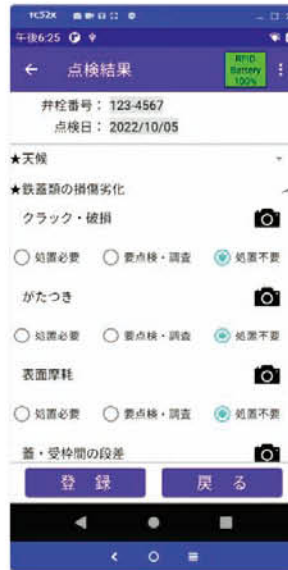 TC52X
午後6:25
点検結果
RFID
Battery
100%
弁栓番号： 123-4567
点検日： 2022/10/05
★天候
★鉄蓋類の損傷劣化
クラック・破損
処置必要 要点検・調査 処置不要
がたつき
処置必要 要点検・調査 処置不要
表面摩耗
処置必要 要点検・調査 処置不要
蓋・受枠間の段差
登 録 戻 る